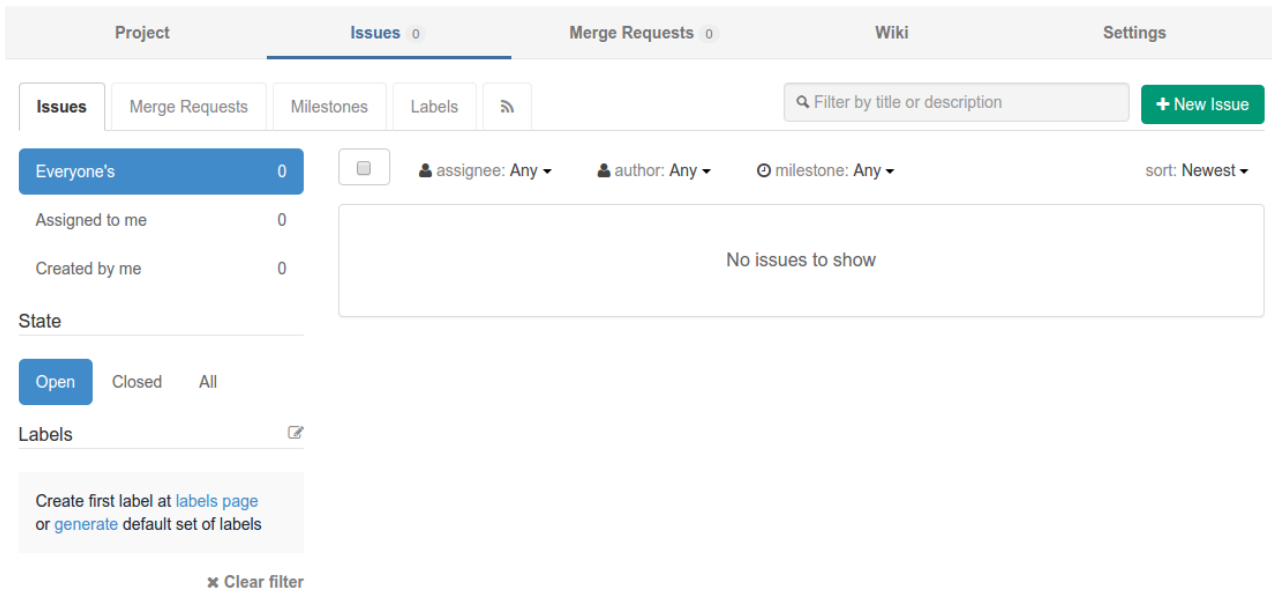 Project Issues 0 Merge Requests 0 Wiki Settings
Issues Merge Requests Milestones Labels Filter by title or description New Issue
Everyone's 0 assignee: Any author: Any milestone: Any sort: Newest
Assigned to me 0
No issues to show
Created by me 0
State
Open Closed All
Labels
Create first label at labels page
or generate default set of labels
Clear filter